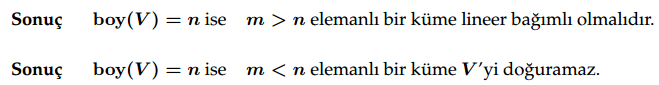 Sonuç boy(V) = n ise m > n elemanlı bir küme lineer bağımlı olmalıdır.
Sonuç boy(V) = n ise m < n elemanlı bir küme V'yi doğuramaz.